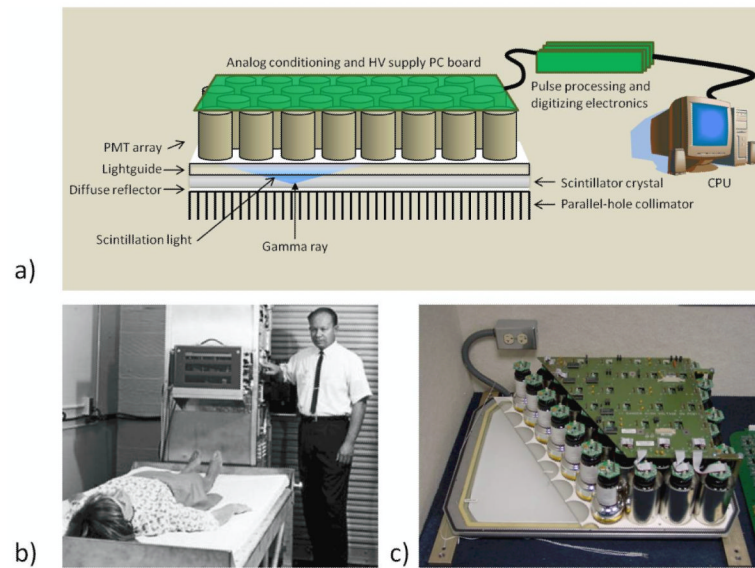 a)
Analog conditioning and HV supply PC board
Pulse processing and
digitizing electronics
PMT array
Lightguide
Diffuse reflector
Scintillation light
Gamma ray
Scintillator crystal
Parallel-hole collimator
CPU
b)
c)